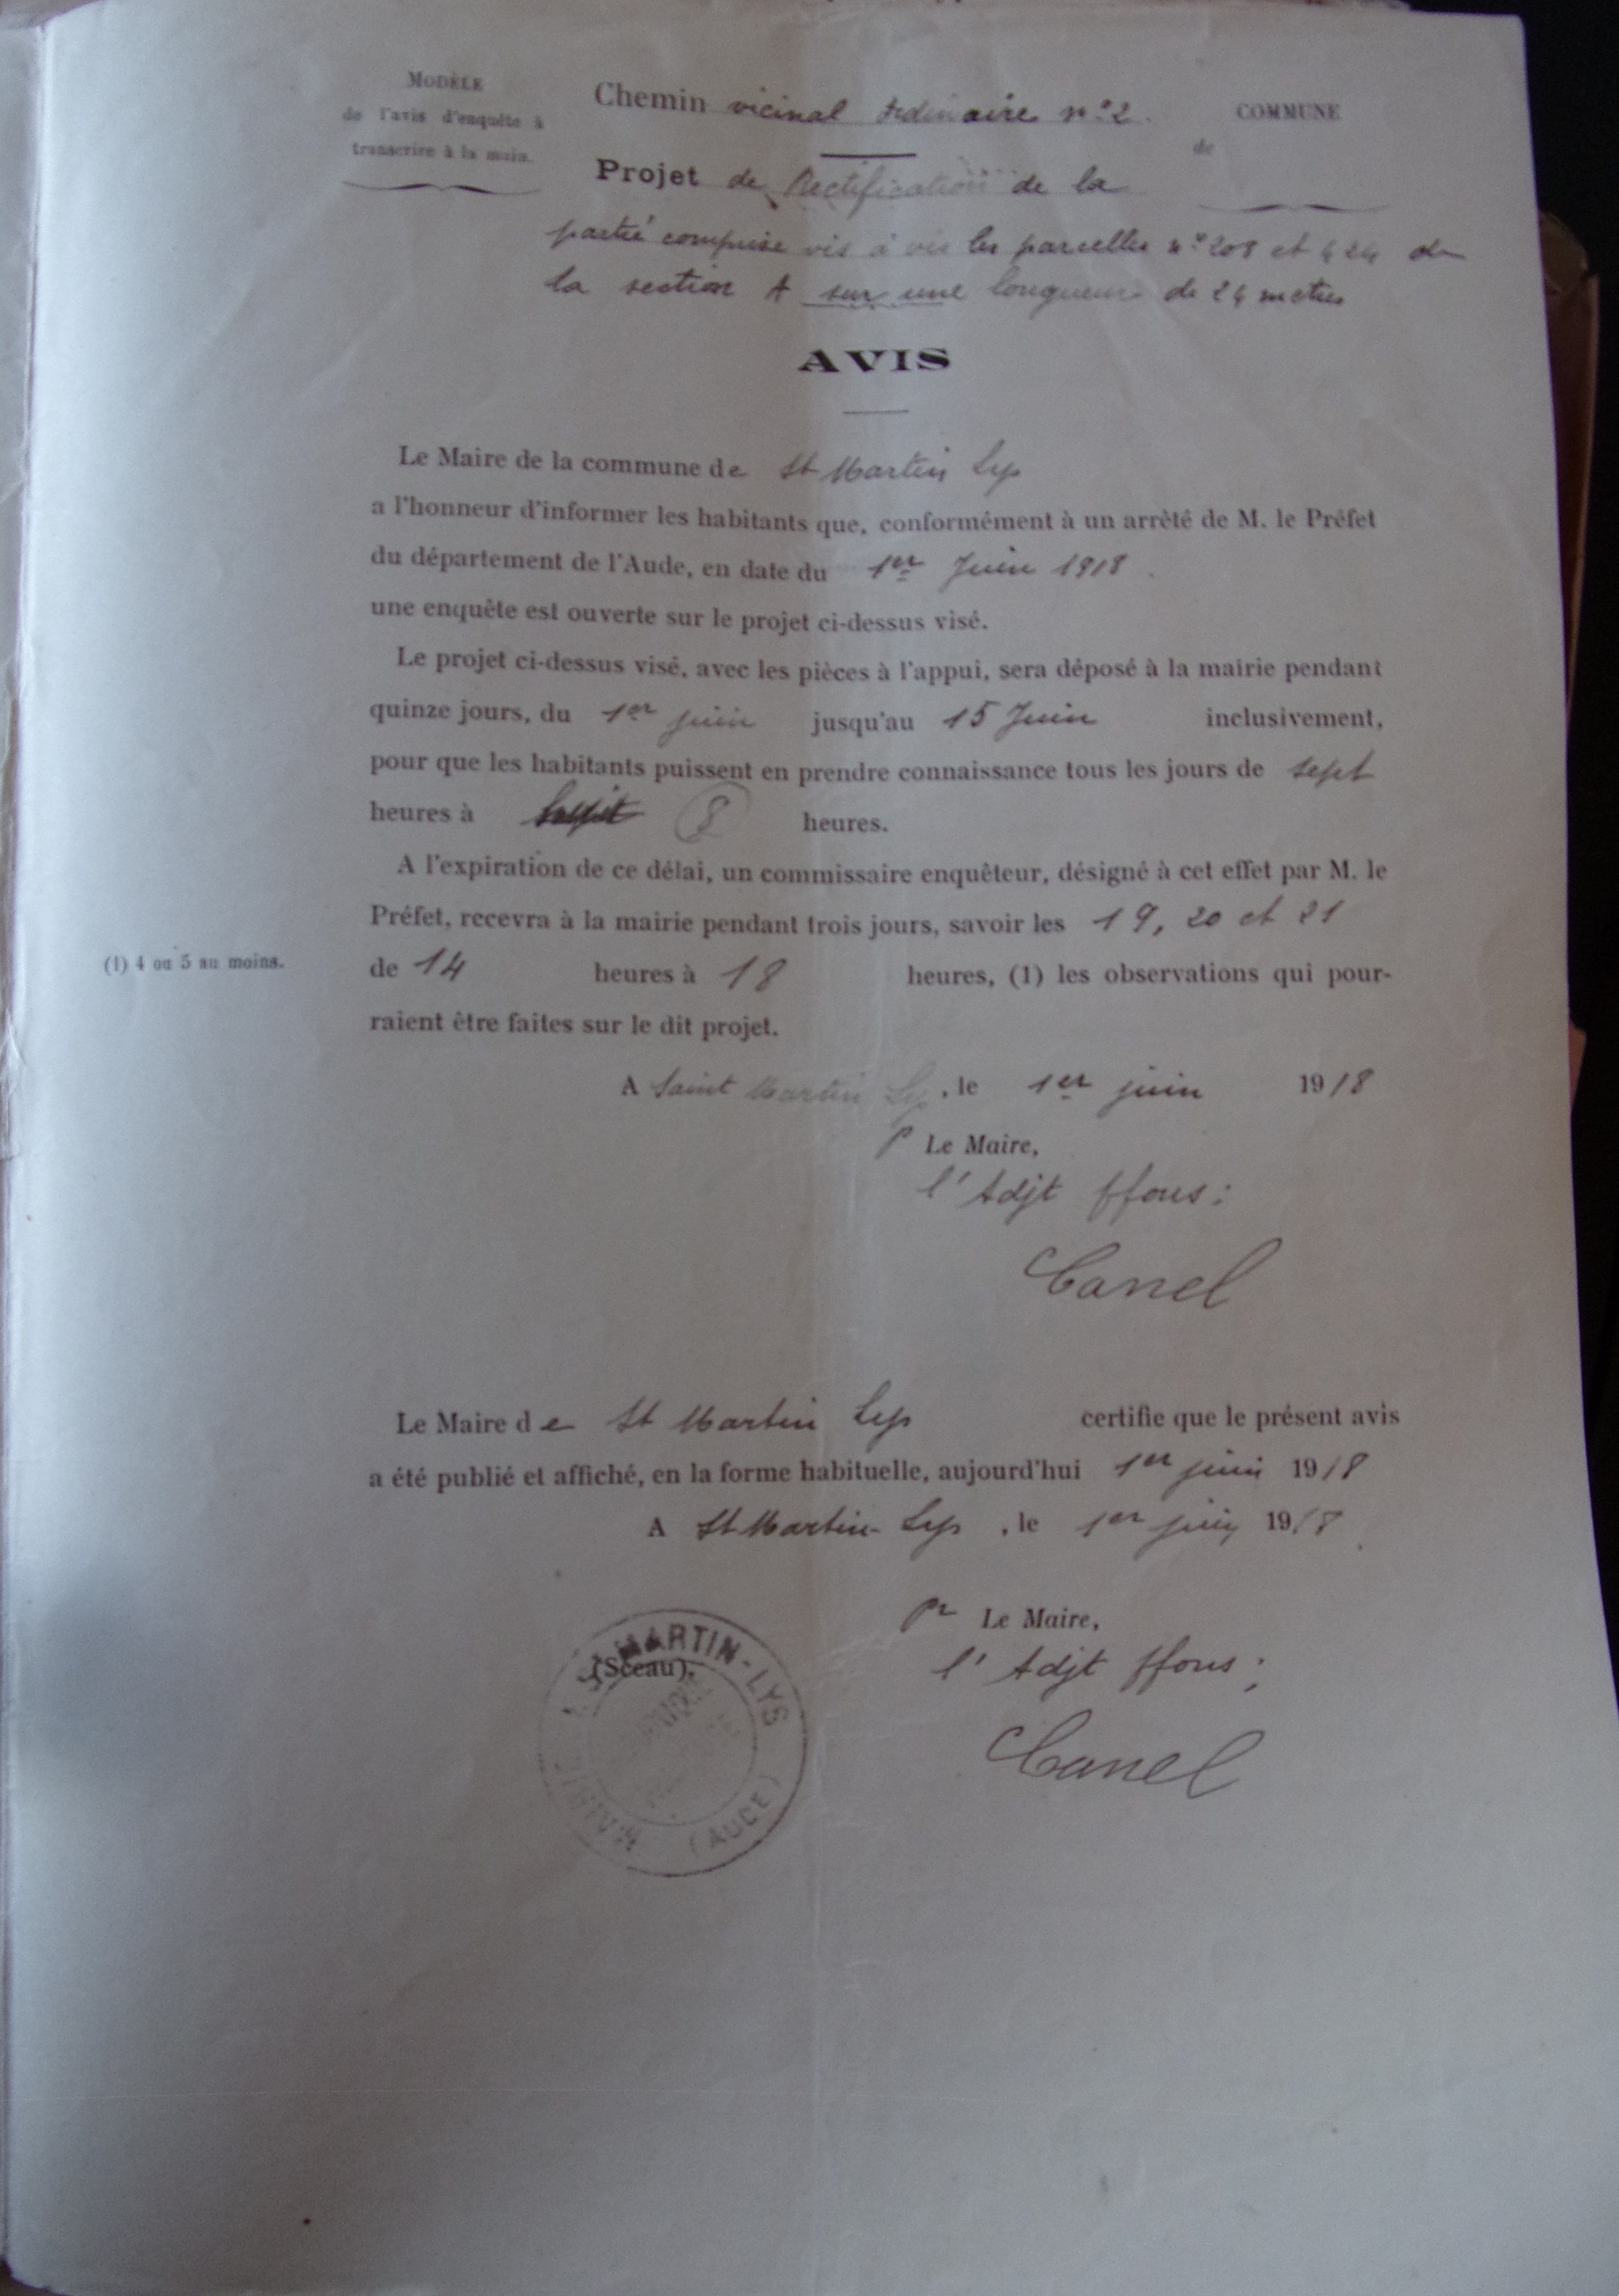 MODÈLE
de l'avis d'enquête à
transcrire à la main.
Chemin vicinal ordinaire n° 2.
COMMUNE
de
Projet de Rectification de la
partie comprise vis à vis les parcelles n° 208 et 424 de
la section A sur une longueur de 24 metres
AVIS
Le Maire de la commune de St Martin Lys
a l'honneur d'informer les habitants que, conformément à un arrêté de M. le Préfet
du département de l'Aude, en date du 1er Juin 1918.
une enquête est ouverte sur le projet ci-dessus visé.
Le projet ci-dessus visé, avec les pièces à l'appui, sera déposé à la mairie pendant
quinze jours, du 1er juin jusqu'au 15 Juin inclusivement,
pour que les habitants puissent en prendre connaissance tous les jours de sept
heures à 8 heures.
A l'expiration de ce délai, un commissaire enquêteur, désigné à cet effet par M. le
Préfet, recevra à la mairie pendant trois jours, savoir les 19, 20 et 21
(1) 4 ou 5 au moins.
de 14 heures à 18 heures, (1) les observations qui pour-
raient être faites sur le dit projet.
A Saint Martin Lys, le 1er juin 1918
P Le Maire,
l'Adjt ffons:
Canel
Le Maire de St Martin Lys certifie que le présent avis
a été publié et affiché, en la forme habituelle, aujourd'hui 1er juin 1918
A St Martin-Lys, le 1er juin 1918.
Pr Le Maire,
l'Adjt ffons;
Canel
(Sceau).
MAIRIE DE St MARTIN-LYS
(AUDE)